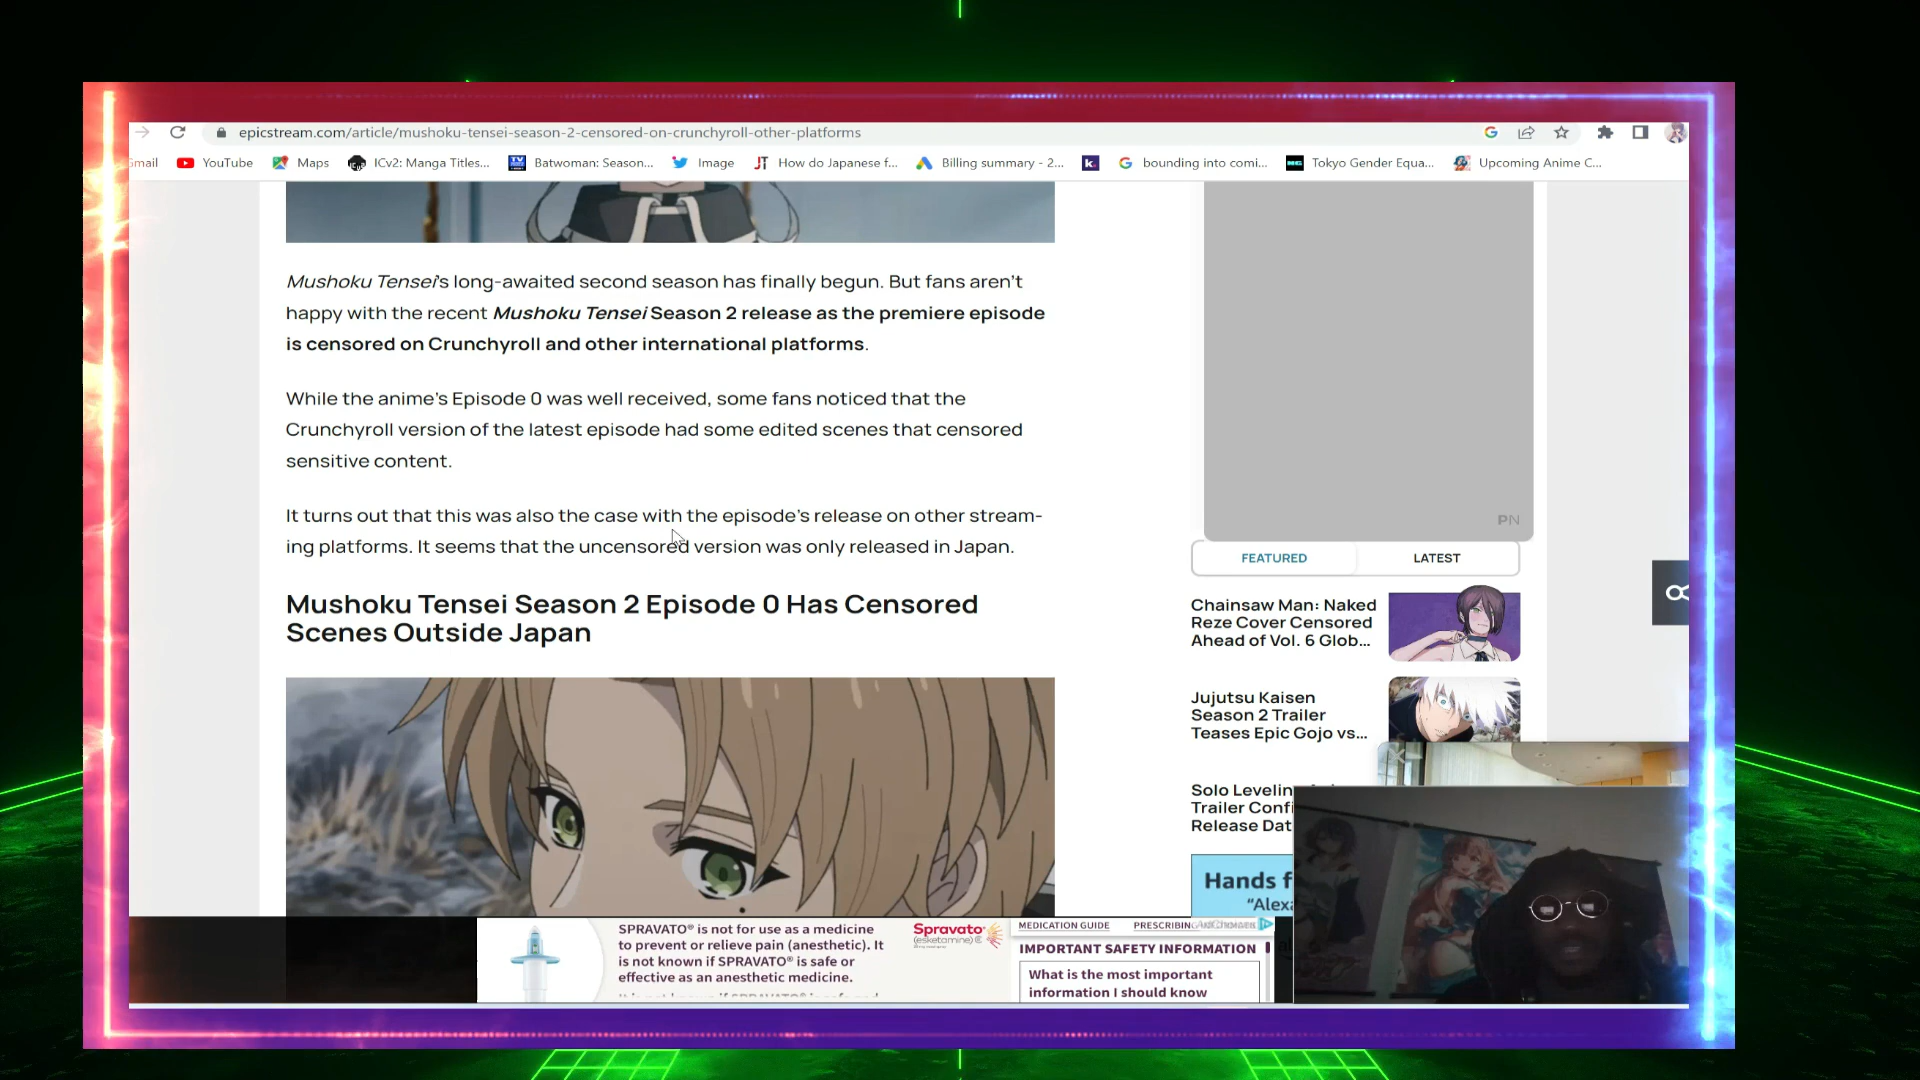 epicstream.com/article/mushoku-tensei-season-2-censored-on-crunchyroll-other-platforms
YouTube
Maps
ICv2: Manga Titles...
Batwoman: Season...
Image
How do Japanese f...
Billing summary - 2...
k.
bounding into comi...
Tokyo Gender Equa...
Upcoming Anime C...
Mushoku Tensei's long-awaited second season has finally begun. But fans aren't
happy with the recent Mushoku Tensei Season 2 release as the premiere episode
is censored on Crunchyroll and other international platforms.
While the anime's Episode 0 was well received, some fans noticed that the
Crunchyroll version of the latest episode had some edited scenes that censored
sensitive content.
It turns out that this was also the case with the episode's release on other stream-
ing platforms. It seems that the uncensored version was only released in Japan.
Mushoku Tensei Season 2 Episode 0 Has Censored
Scenes Outside Japan
PN
FEATURED
LATEST
Chainsaw Man: Naked
Reze Cover Censored
Ahead of Vol. 6 Glob...
Jujutsu Kaisen
Season 2 Trailer
Teases Epic Gojo vs...
Solo Levelin
Trailer Confi
Release Dat
Hands f
"Alexa
SPRAVATO® is not for use as a medicine
to prevent or relieve pain (anesthetic). It
is not known if SPRAVATO® is safe or
effective as an anesthetic medicine.
Spravato®
(esketamine)
MEDICATION GUIDE
PRESCRIBING
IMPORTANT SAFETY INFORMATION
What is the most important
information I should know